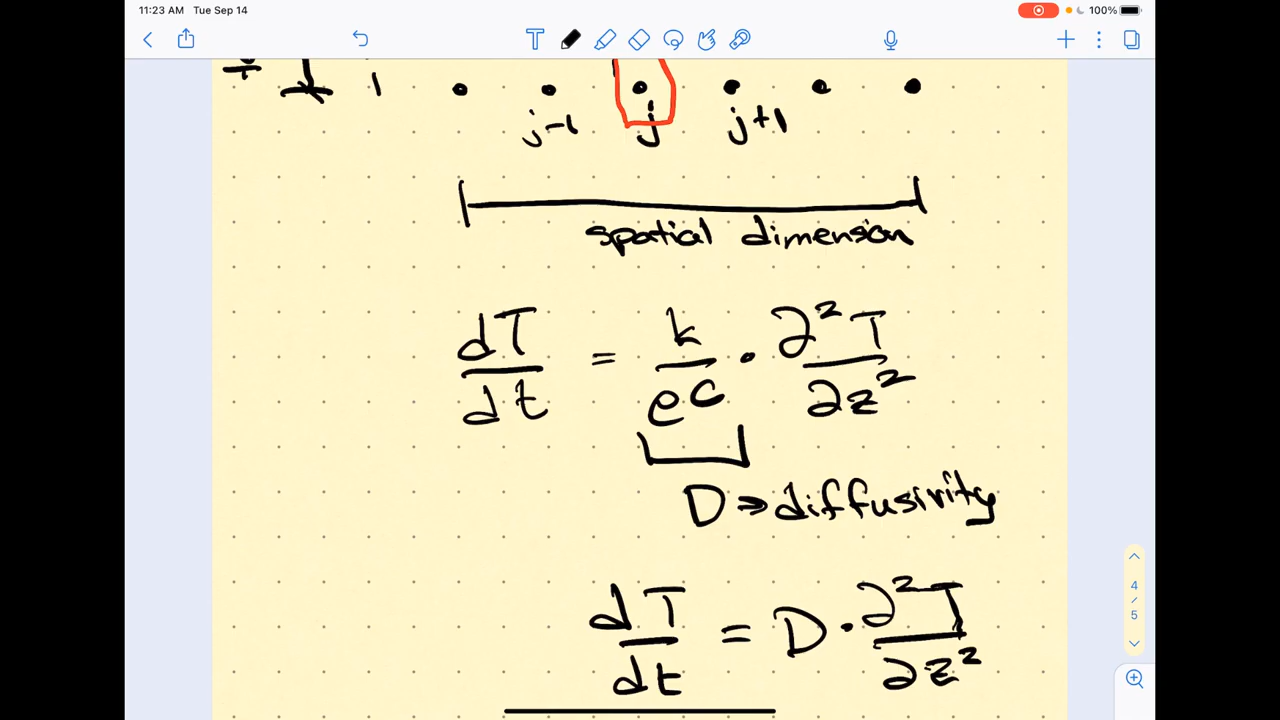 11:23 AM Tue Sep 14
100%
j-1 j j+1
spatial dimension
dT/dt = k/ρC · ∂²T/∂z²
D ⇒ diffusivity
dT/dt = D · ∂²T/∂z²
4
/
5